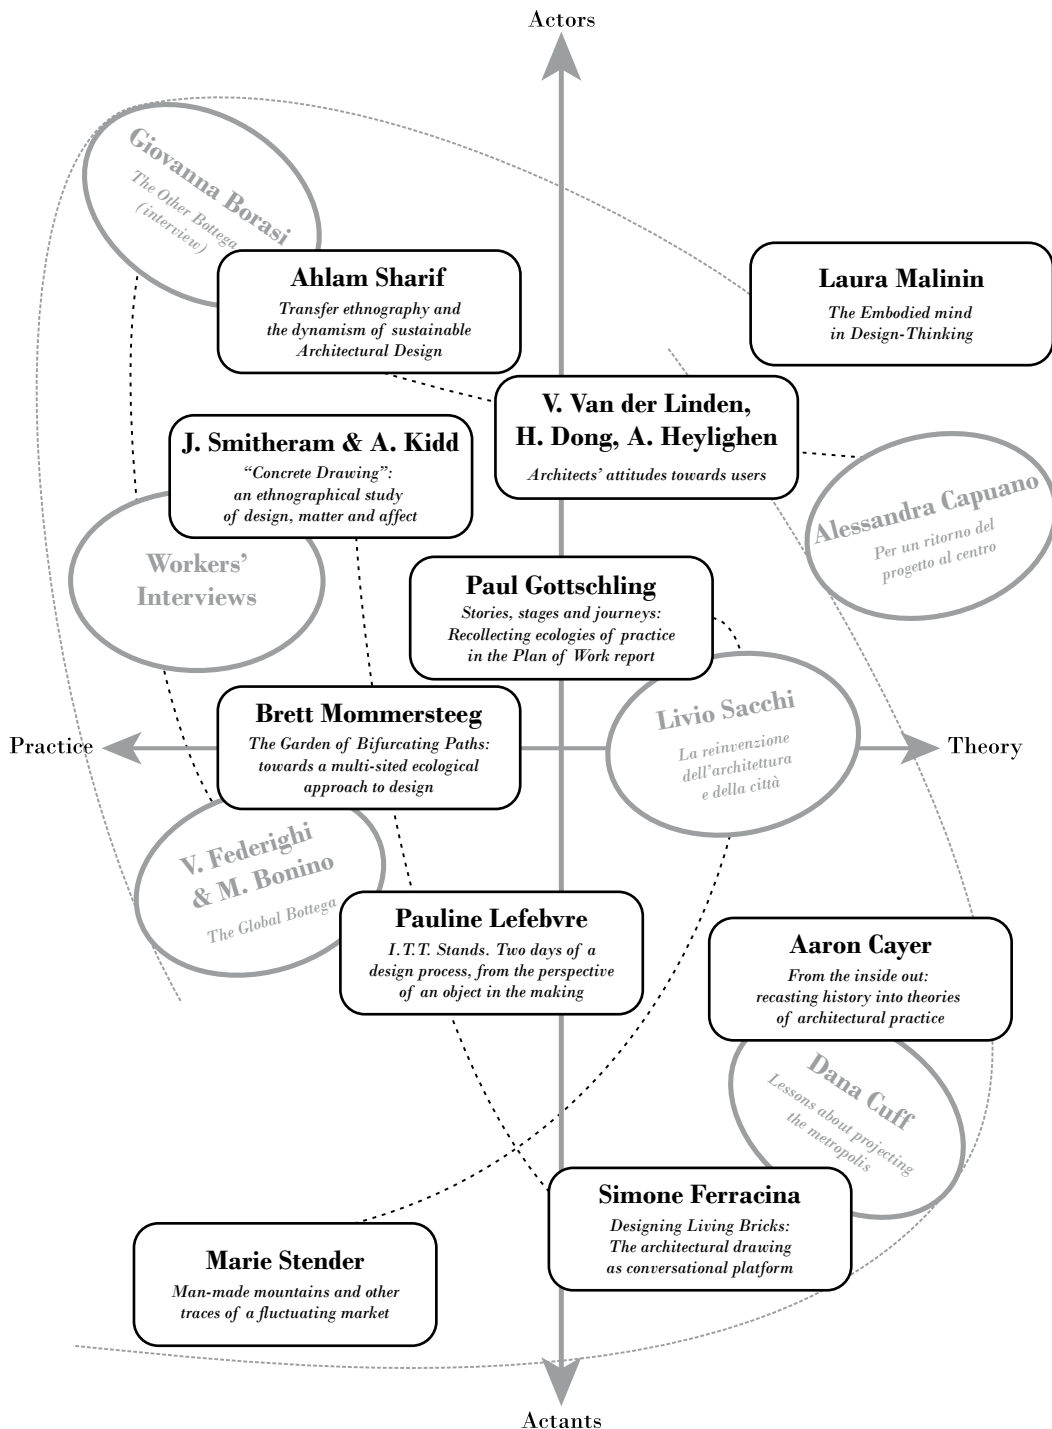 Actors
Giovanna Borasi
The Other Bottega
(interview)
Ahlam Sharif
Transfer ethnography and
the dynamism of sustainable
Architectural Design
Laura Malinin
The Embodied mind
in Design-Thinking
V. Van der Linden,
H. Dong, A. Heylighen
Architects’ attitudes towards users
J. Smitheram & A. Kidd
“Concrete Drawing”:
an ethnographical study
of design, matter and affect
Alessandra Capuano
Per un ritorno del
progetto al centro
Workers’
Interviews
Paul Gottschling
Stories, stages and journeys:
Recollecting ecologies of practice
in the Plan of Work report
Livio Sacchi
La reinvenzione
dell’architettura
e della città
Practice
Brett Mommersteeg
The Garden of Bifurcating Paths:
towards a multi-sited ecological
approach to design
Theory
V. Federighi
& M. Bonino
The Global Bottega
Pauline Lefebvre
I.T.T. Stands. Two days of a
design process, from the perspective
of an object in the making
Aaron Cayer
From the inside out:
recasting history into theories
of architectural practice
Dana Cuff
Lessons about projecting
the metropolis
Simone Ferracina
Designing Living Bricks:
The architectural drawing
as conversational platform
Marie Stender
Man-made mountains and other
traces of a fluctuating market
Actants